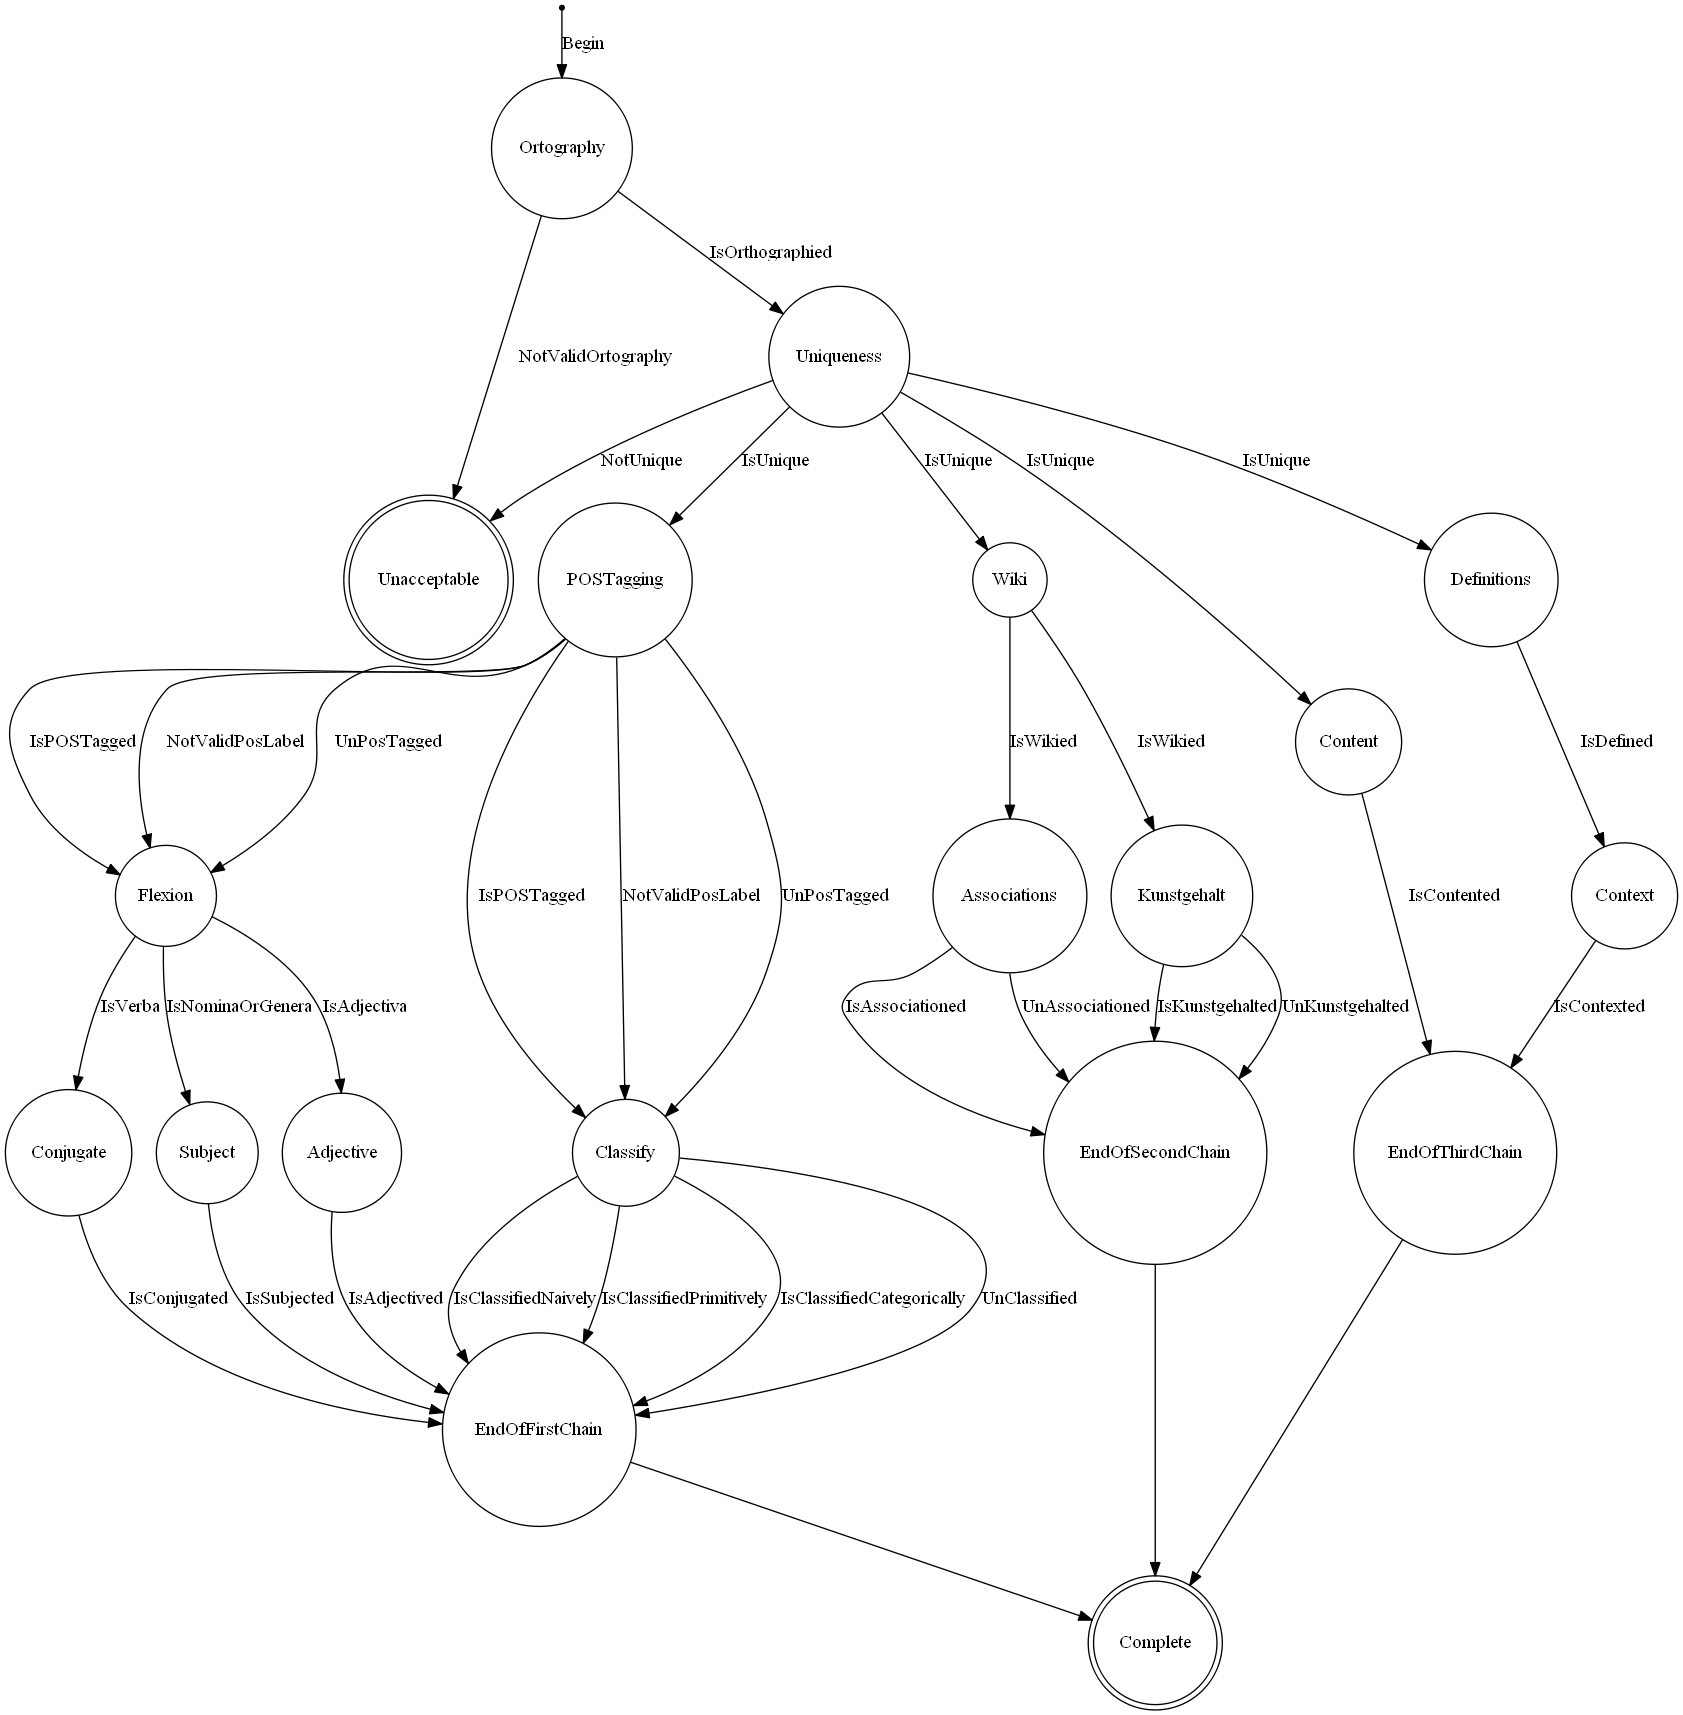 Begin
Ortography
IsOrthographied
NotValidOrtography
Uniqueness
NotUnique
IsUnique
IsUnique
IsUnique
IsUnique
Unacceptable
POSTagging
Wiki
Definitions
IsPOSTagged
NotValidPosLabel
UnPosTagged
IsWikied
IsWikied
Content
IsDefined
Flexion
IsPOSTagged
NotValidPosLabel
UnPosTagged
Associations
Kunstgehalt
IsContented
Context
IsVerba
IsNominaOrGenera
IsAdjectiva
IsAssociationed
UnAssociationed
IsKunstgehalted
UnKunstgehalted
IsContexted
Conjugate
Subject
Adjective
Classify
EndOfSecondChain
EndOfThirdChain
IsConjugated
IsSubjected
IsAdjectived
IsClassifiedNaively
IsClassifiedPrimitively
IsClassifiedCategorically
UnClassified
EndOfFirstChain
Complete